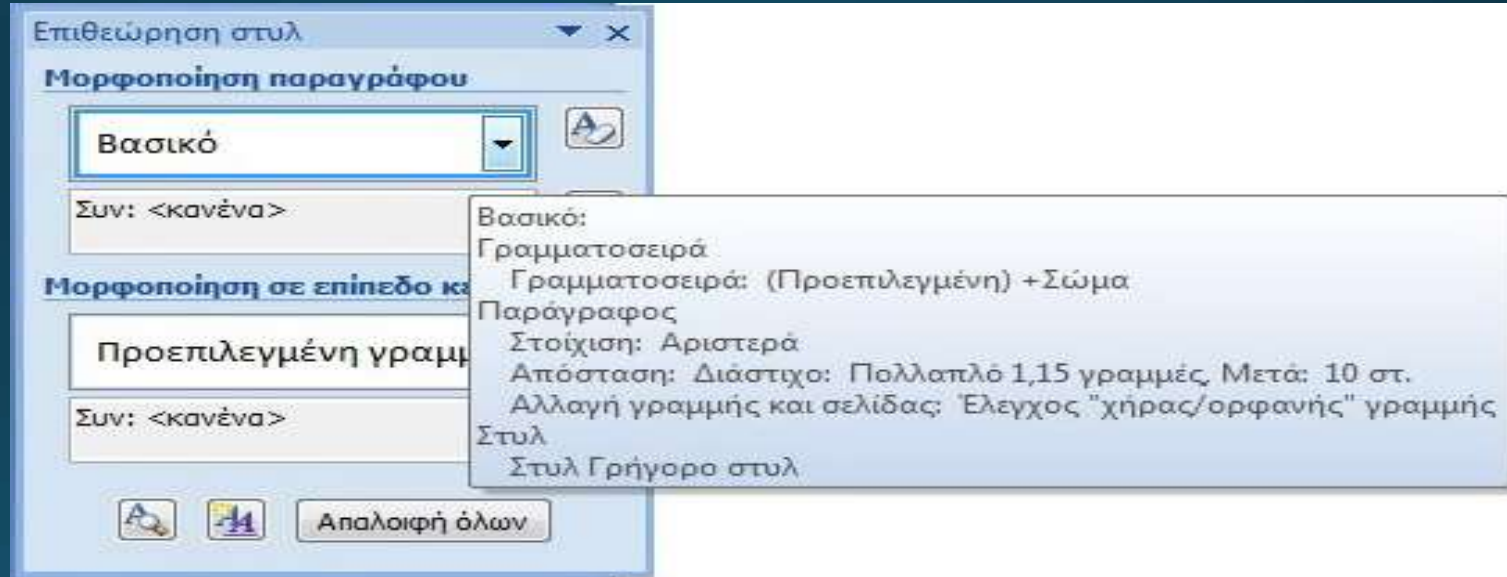 Επιθεώρηση στυλ
Μορφοποίηση παραγράφου
Βασικό
Συν: <κανένα>
Μορφοποίηση σε επίπεδο
Προεπιλεγμένη
Συν: <κανένα>
Απαλοιφή όλων
Βασικό:
Γραμματοσειρά
Γραμματοσειρά: (Προεπιλεγμένη) +Σώμα
Παράγραφος
Στοίχιση: Αριστερά
Απόσταση: Διάστιχο: Πολλαπλό 1,15 γραμμές, Μετά: 10 στ.
Αλλαγή γραμμής και σελίδας: Έλεγχος "χήρας/ορφανής" γραμμής
Στυλ
Στυλ Γρήγορο στυλ